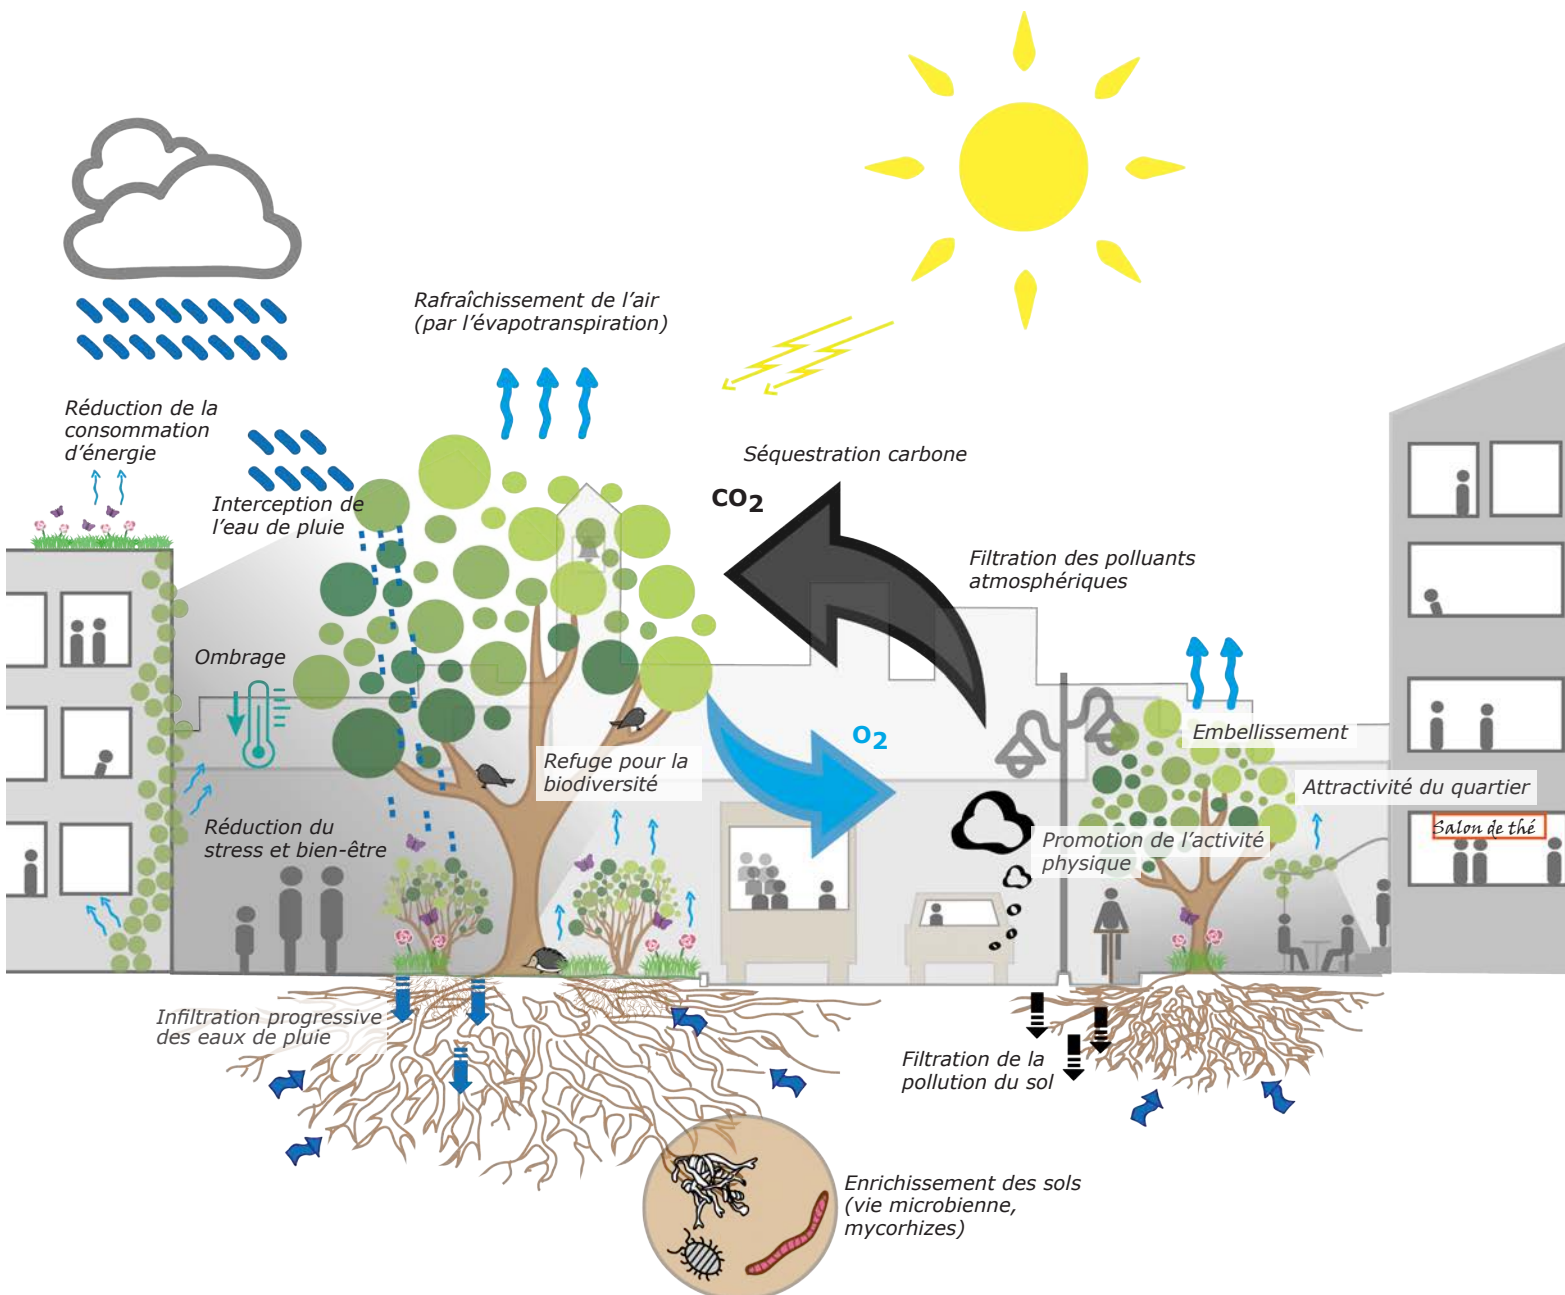 Rafraîchissement de l’air
(par l’évapotranspiration)
Réduction de la
consommation
d’énergie
Interception de
l’eau de pluie
Séquestration carbone
CO2
Filtration des polluants
atmosphériques
Ombrage
O2
Refuge pour la
biodiversité
Embellissement
Attractivité du quartier
Salon de thé
Réduction du
stress et bien-être
Promotion de l’activité
physique
Infiltration progressive
des eaux de pluie
Filtration de la
pollution du sol
Enrichissement des sols
(vie microbienne,
mycorhizes)